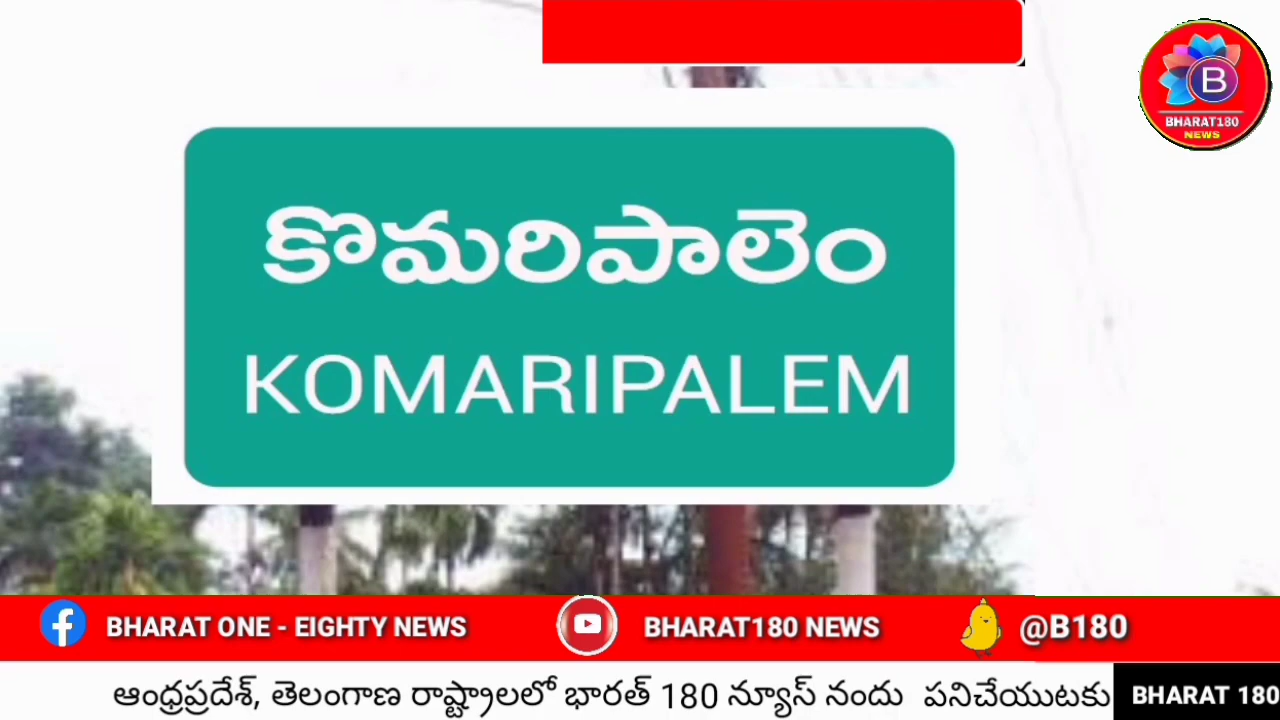 B
BHARAT180
NEWS
కొమరిపాలెం
KOMARIPALEM
BHARAT ONE - EIGHTY NEWS
BHARAT180 NEWS
@B180
ఆంధ్రప్రదేశ్, తెలంగాణ రాష్ట్రాలలో భారత్ 180 న్యూస్ నందు పనిచేయుటకు
BHARAT 180